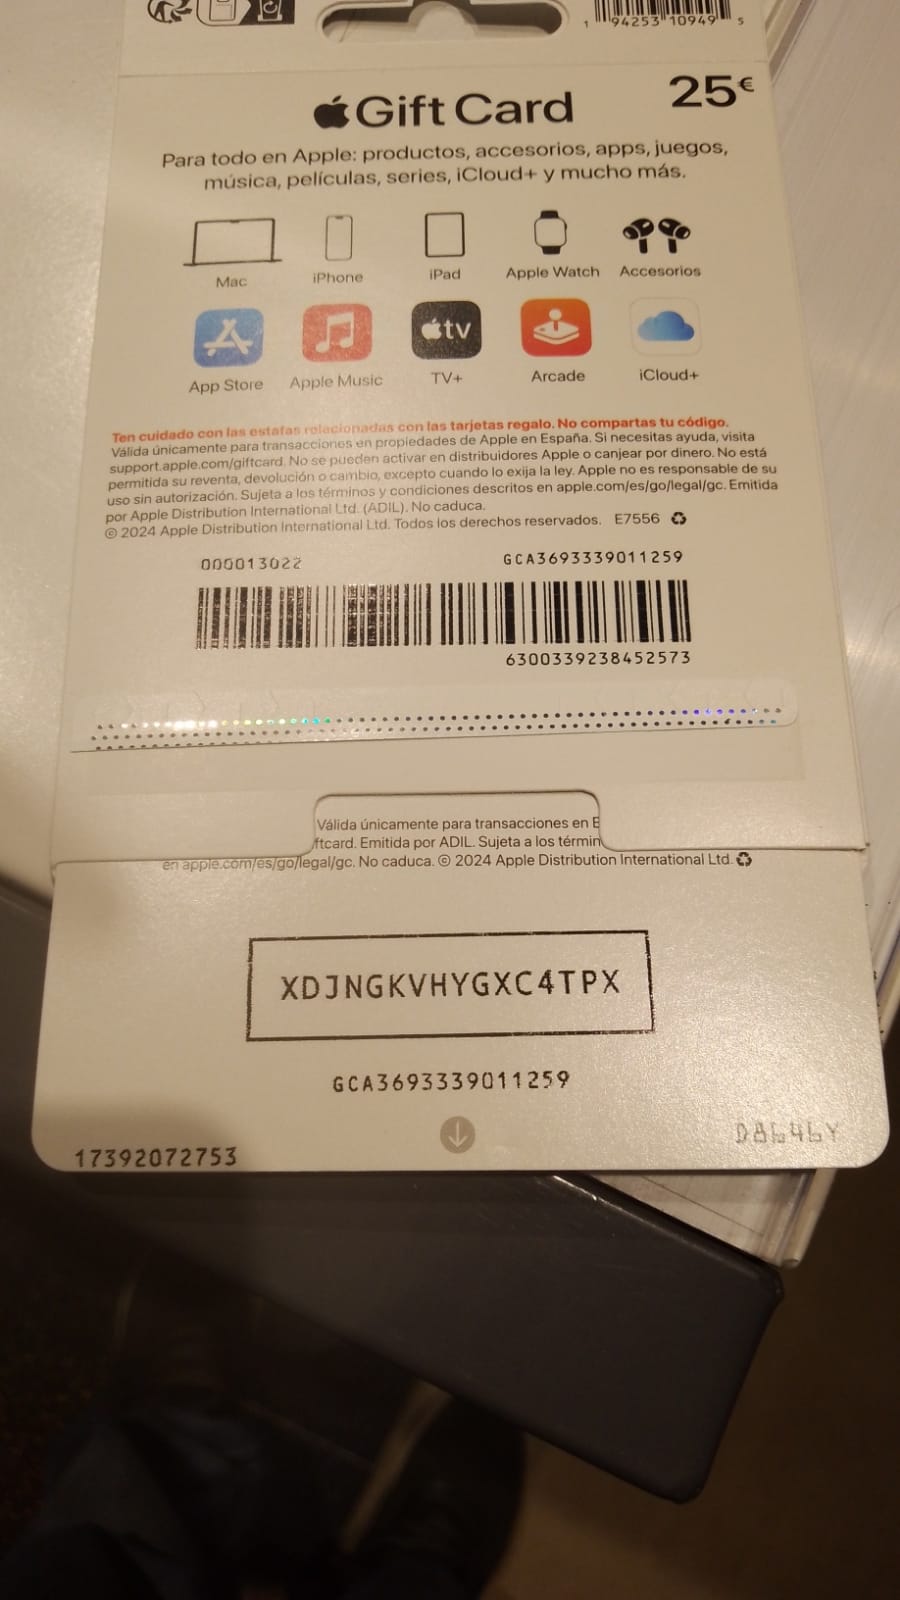 1 94253 10949 5
Gift Card
25€
Para todo en Apple: productos, accesorios, apps, juegos,
música, películas, series, iCloud+ y mucho más.
Mac iPhone iPad Apple Watch Accesorios
tv
App Store Apple Music TV+ Arcade iCloud+
Ten cuidado con las estafas relacionadas con las tarjetas regalo. No compartas tu código.
Válida únicamente para transacciones en propiedades de Apple en España. Si necesitas ayuda, visita
support.apple.com/giftcard. No se pueden activar en distribuidores Apple o canjear por dinero. No está
permitida su reventa, devolución o cambio, excepto cuando lo exija la ley. Apple no es responsable de su
uso sin autorización. Sujeta a los términos y condiciones descritos en apple.com/es/go/legal/gc. Emitida
por Apple Distribution International Ltd. (ADIL). No caduca.
© 2024 Apple Distribution International Ltd. Todos los derechos reservados. E7556
000013022 GCA3693339011259
6300339238452573
Válida únicamente para transacciones en E
ftcard. Emitida por ADIL. Sujeta a los términ
en apple.com/es/go/legal/gc. No caduca. © 2024 Apple Distribution International Ltd.
XDJNGKVHYGXC4TPX
GCA3693339011259
17392072753